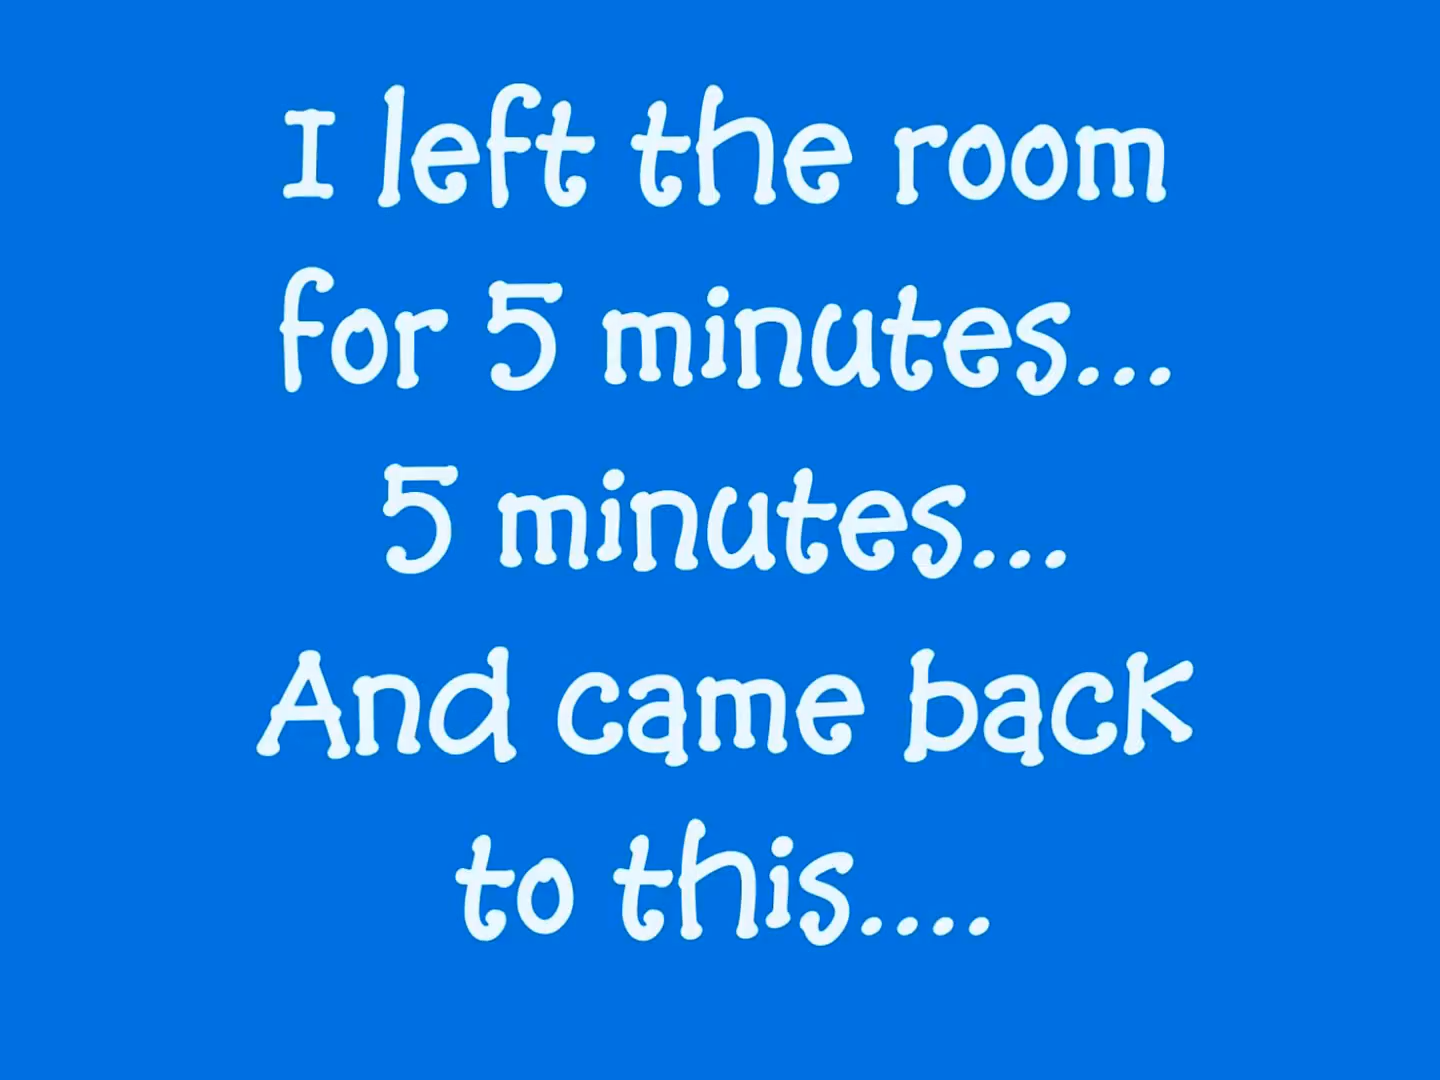 I left the room
for 5 minutes...
5 minutes...
And came back
to this....